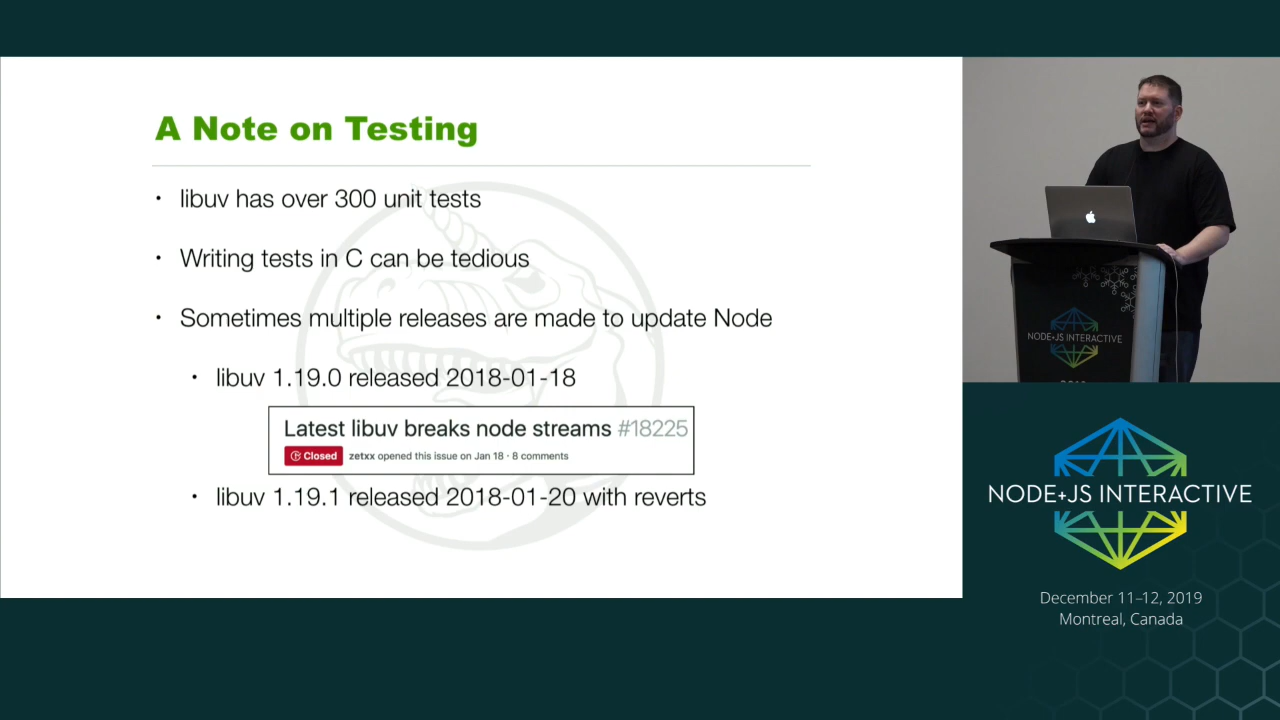 A Note on Testing
• libuv has over 300 unit tests
• Writing tests in C can be tedious
• Sometimes multiple releases are made to update Node
• libuv 1.19.0 released 2018-01-18
Latest libuv breaks node streams #18225
Closed zetxx opened this issue on Jan 18 · 8 comments
• libuv 1.19.1 released 2018-01-20 with reverts
NODE+JS INTERACTIVE
NODE+JS INTERACTIVE
December 11–12, 2019
Montreal, Canada